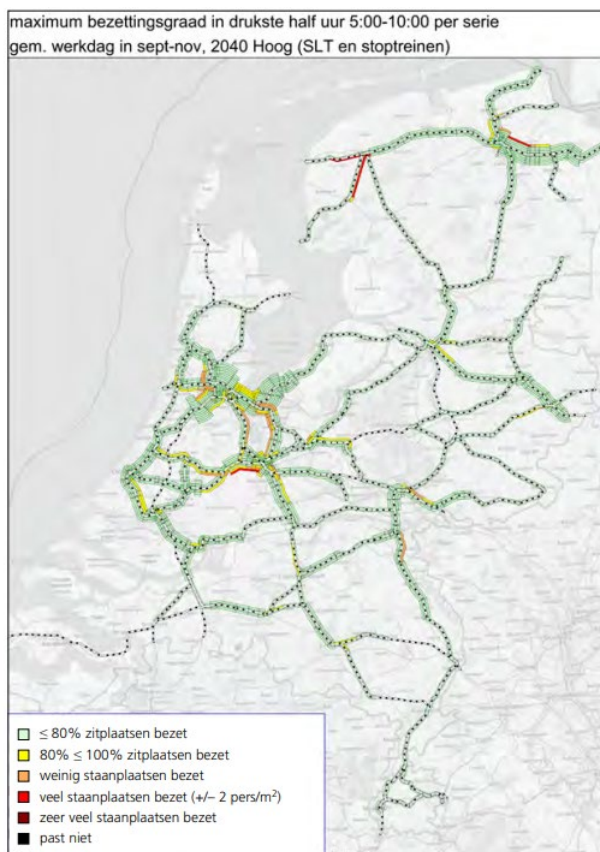 maximum bezettingsgraad in drukste half uur 5:00-10:00 per serie
gem. werkdag in sept-nov, 2040 Hoog (SLT en stoptreinen)
≤ 80% zitplaatsen bezet
80% ≤ 100% zitplaatsen bezet
weinig staanplaatsen bezet
veel staanplaatsen bezet (+/− 2 pers/m²)
zeer veel staanplaatsen bezet
past niet